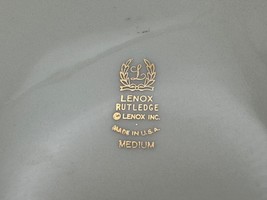 L
LENOX
RUTLEDGE
© LENOX INC.
MADE IN U.S.A.
MEDIUM